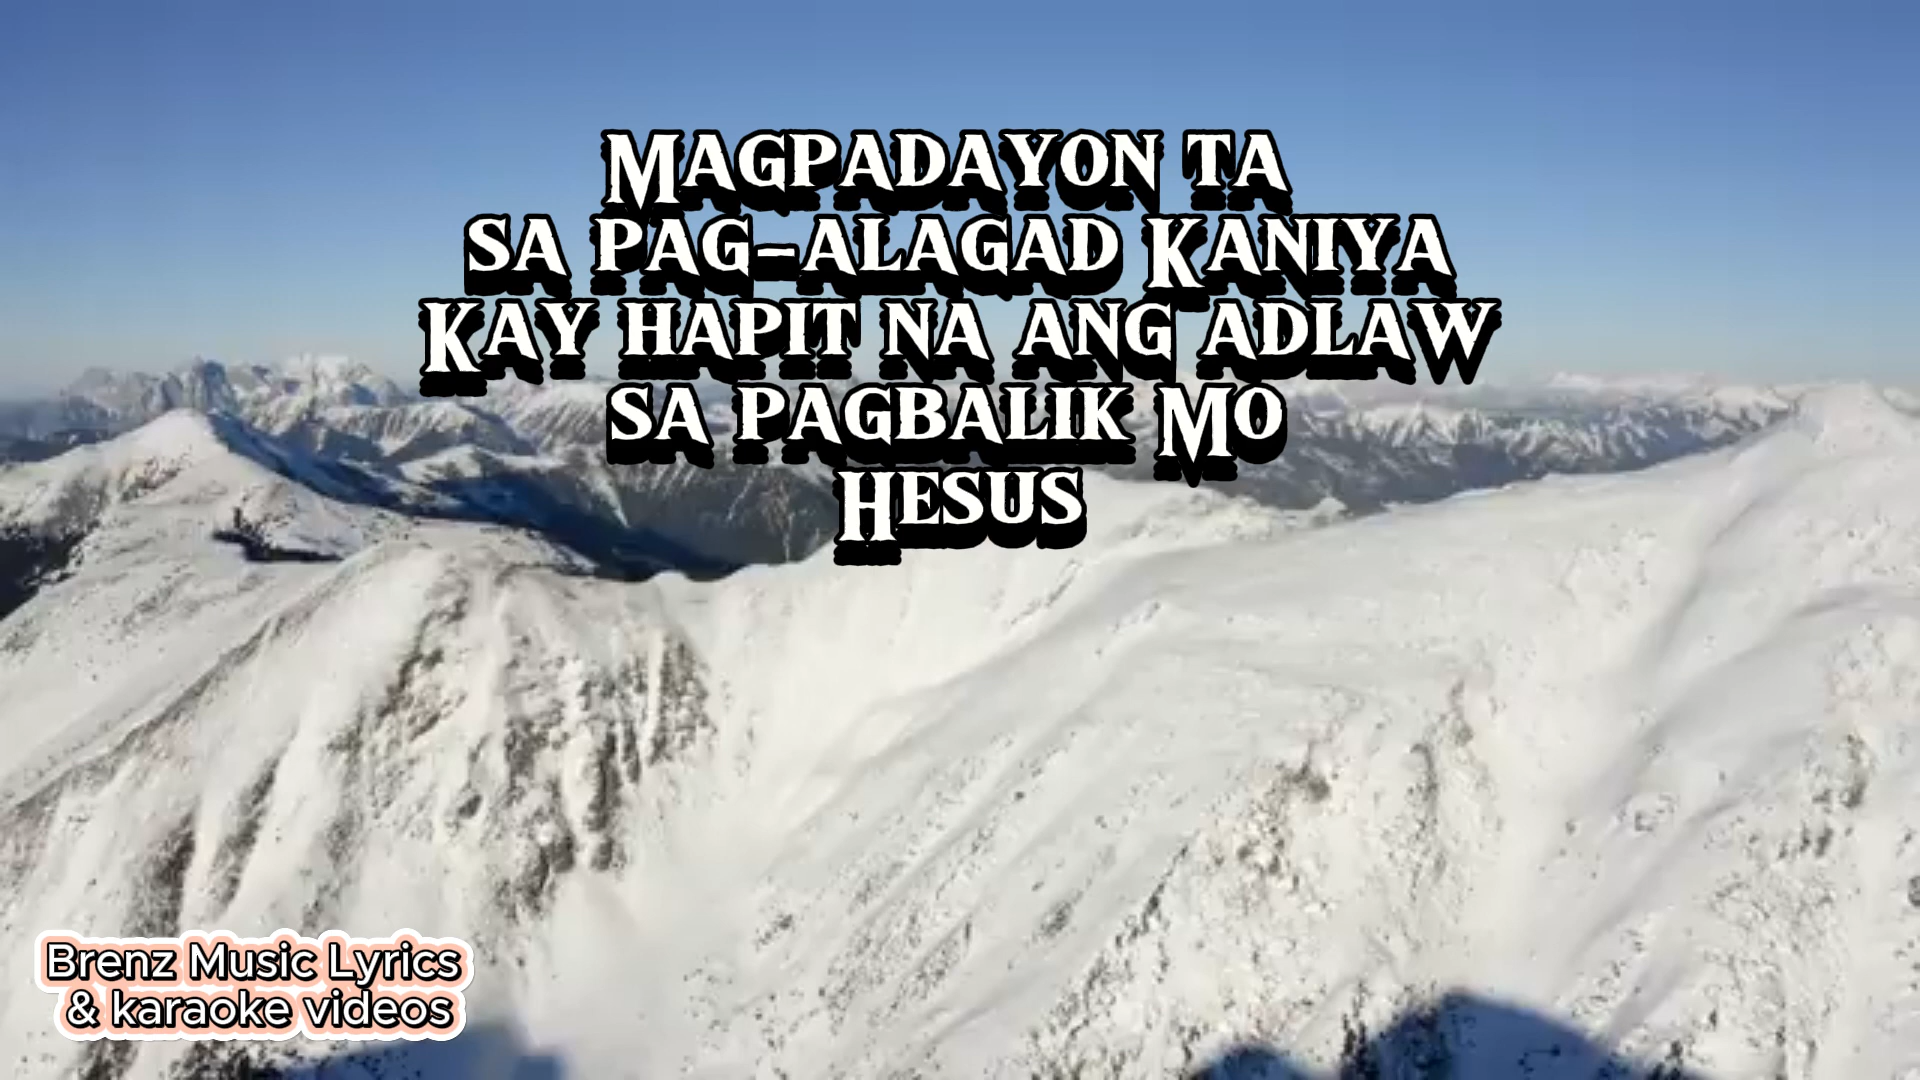 Magpadayon ta
sa pag-alagad Kaniya
Kay hapit na ang adlaw
sa pagbalik Mo
Hesus
Brenz Music Lyrics
& karaoke videos